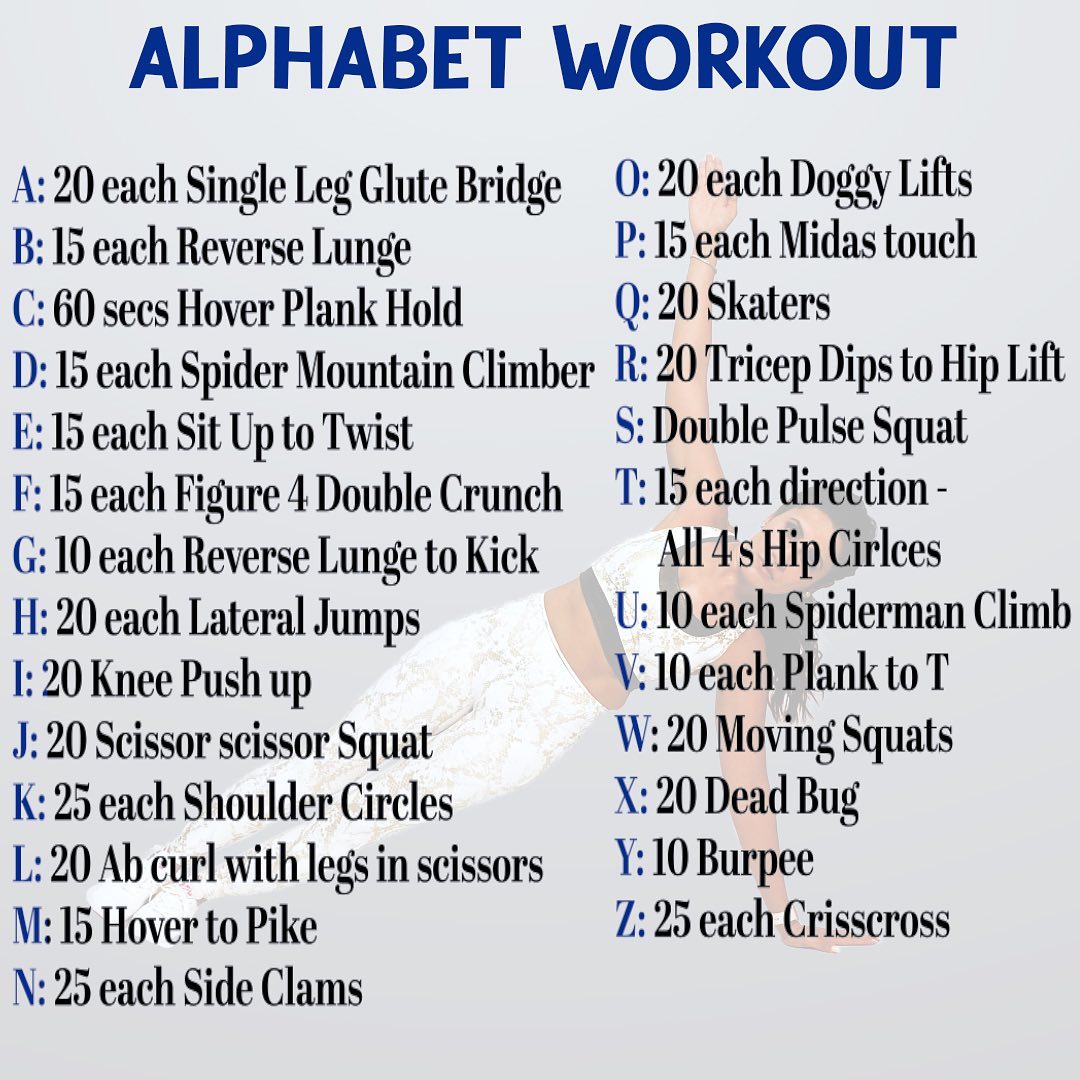 ALPHABET WORKOUT
A: 20 each Single Leg Glute Bridge
B: 15 each Reverse Lunge
C: 60 secs Hover Plank Hold
D: 15 each Spider Mountain Climber
E: 15 each Sit Up to Twist
F: 15 each Figure 4 Double Crunch
G: 10 each Reverse Lunge to Kick
H: 20 each Lateral Jumps
I: 20 Knee Push up
J: 20 Scissor scissor Squat
K: 25 each Shoulder Circles
L: 20 Ab curl with legs in scissors
M: 15 Hover to Pike
N: 25 each Side Clams
O: 20 each Doggy Lifts
P: 15 each Midas touch
Q: 20 Skaters
R: 20 Tricep Dips to Hip Lift
S: Double Pulse Squat
T: 15 each direction -
All 4's Hip Cirlces
U: 10 each Spiderman Climb
V: 10 each Plank to T
W: 20 Moving Squats
X: 20 Dead Bug
Y: 10 Burpee
Z: 25 each Crisscross